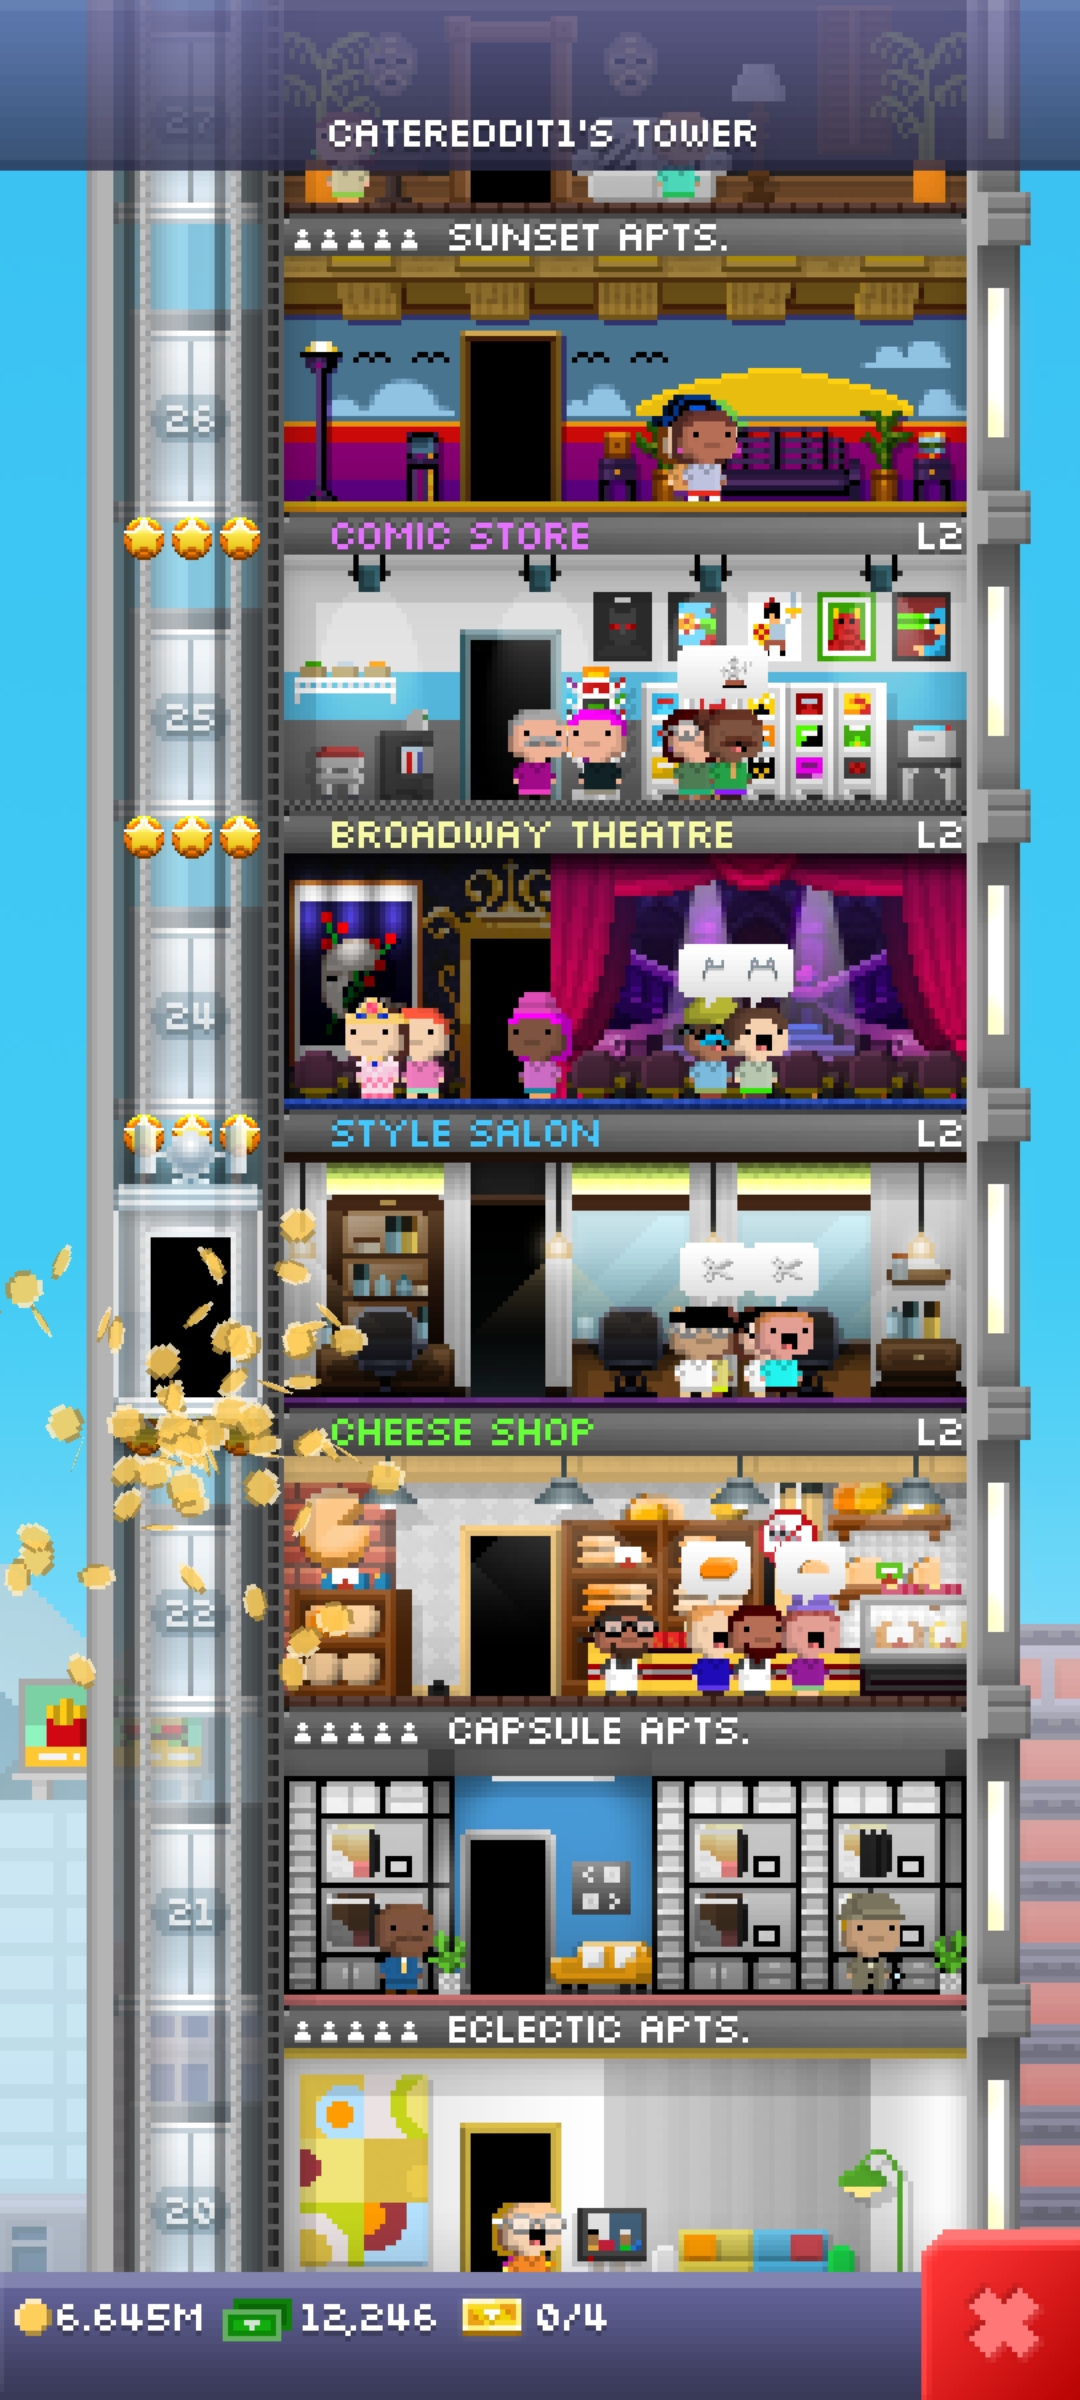 27
CATEREDDIT1'S TOWER
SUNSET APTS.
26
COMIC STORE L2
25
BROADWAY THEATRE L2
24
STYLE SALON L2
CHEESE SHOP L2
22
CAPSULE APTS.
21
ECLECTIC APTS.
20
6.645M 12,246 0/4